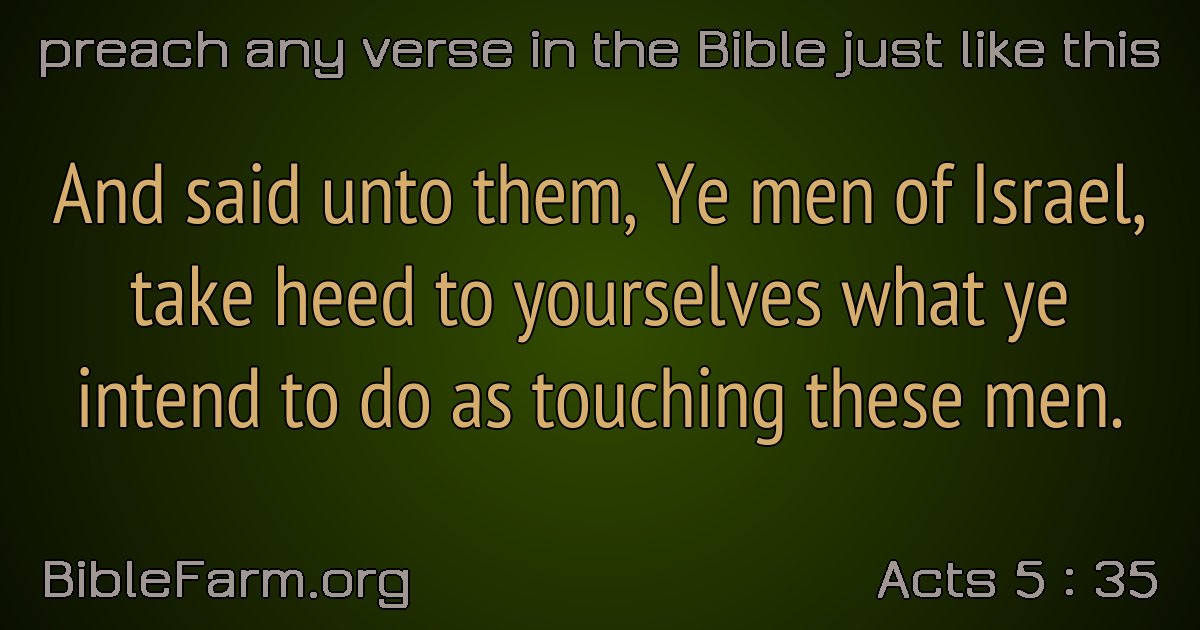 preach any verse in the Bible just like this
And said unto them, Ye men of Israel,
take heed to yourselves what ye
intend to do as touching these men.
BibleFarm.org
Acts 5 : 35